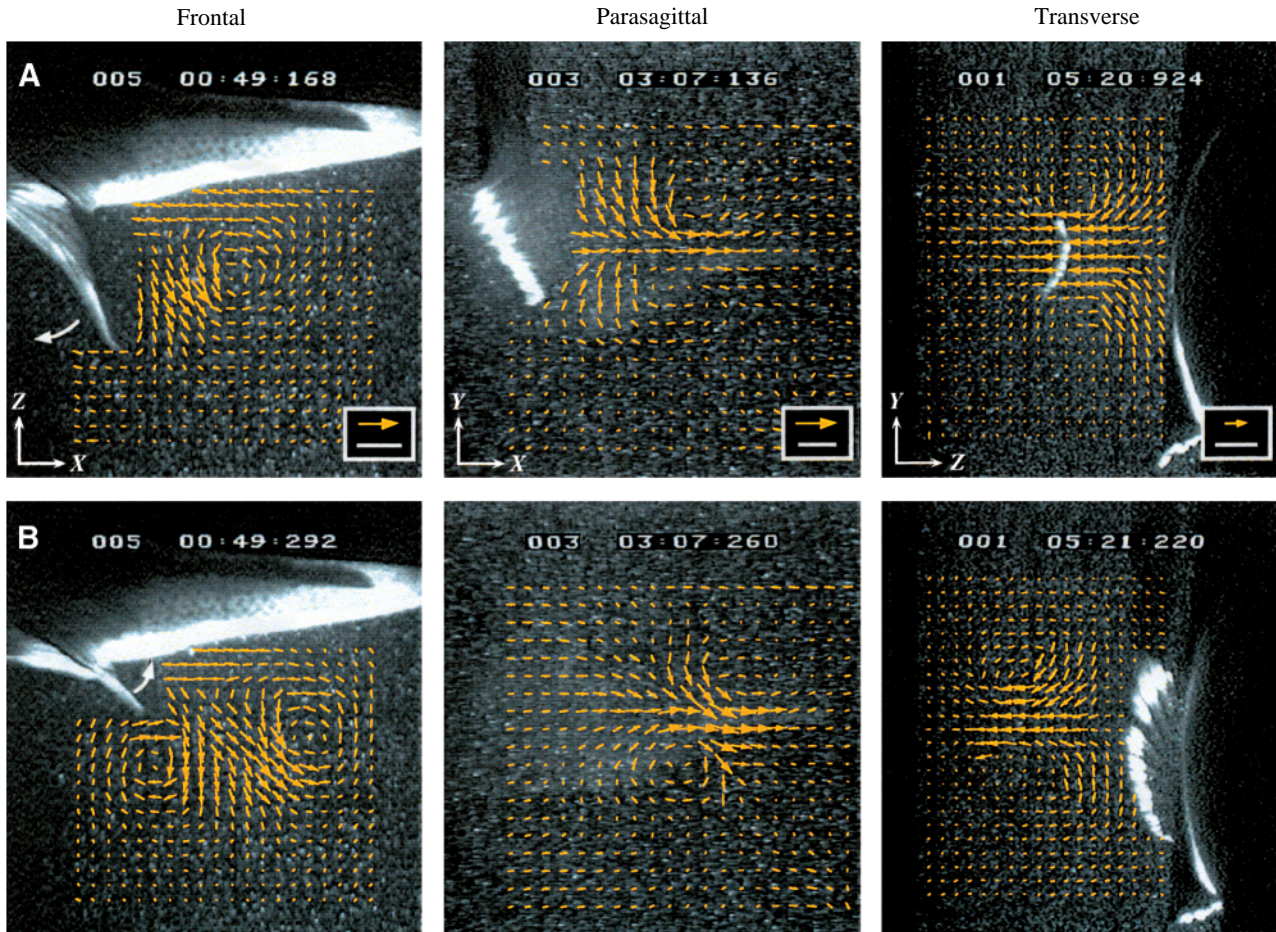 Frontal
Parasagittal
Transverse
A
005 00:49:168
003 03:07:136
001 05:20:924
Z
X
Y
X
Y
Z
B
005 00:49:292
003 03:07:260
001 05:21:220